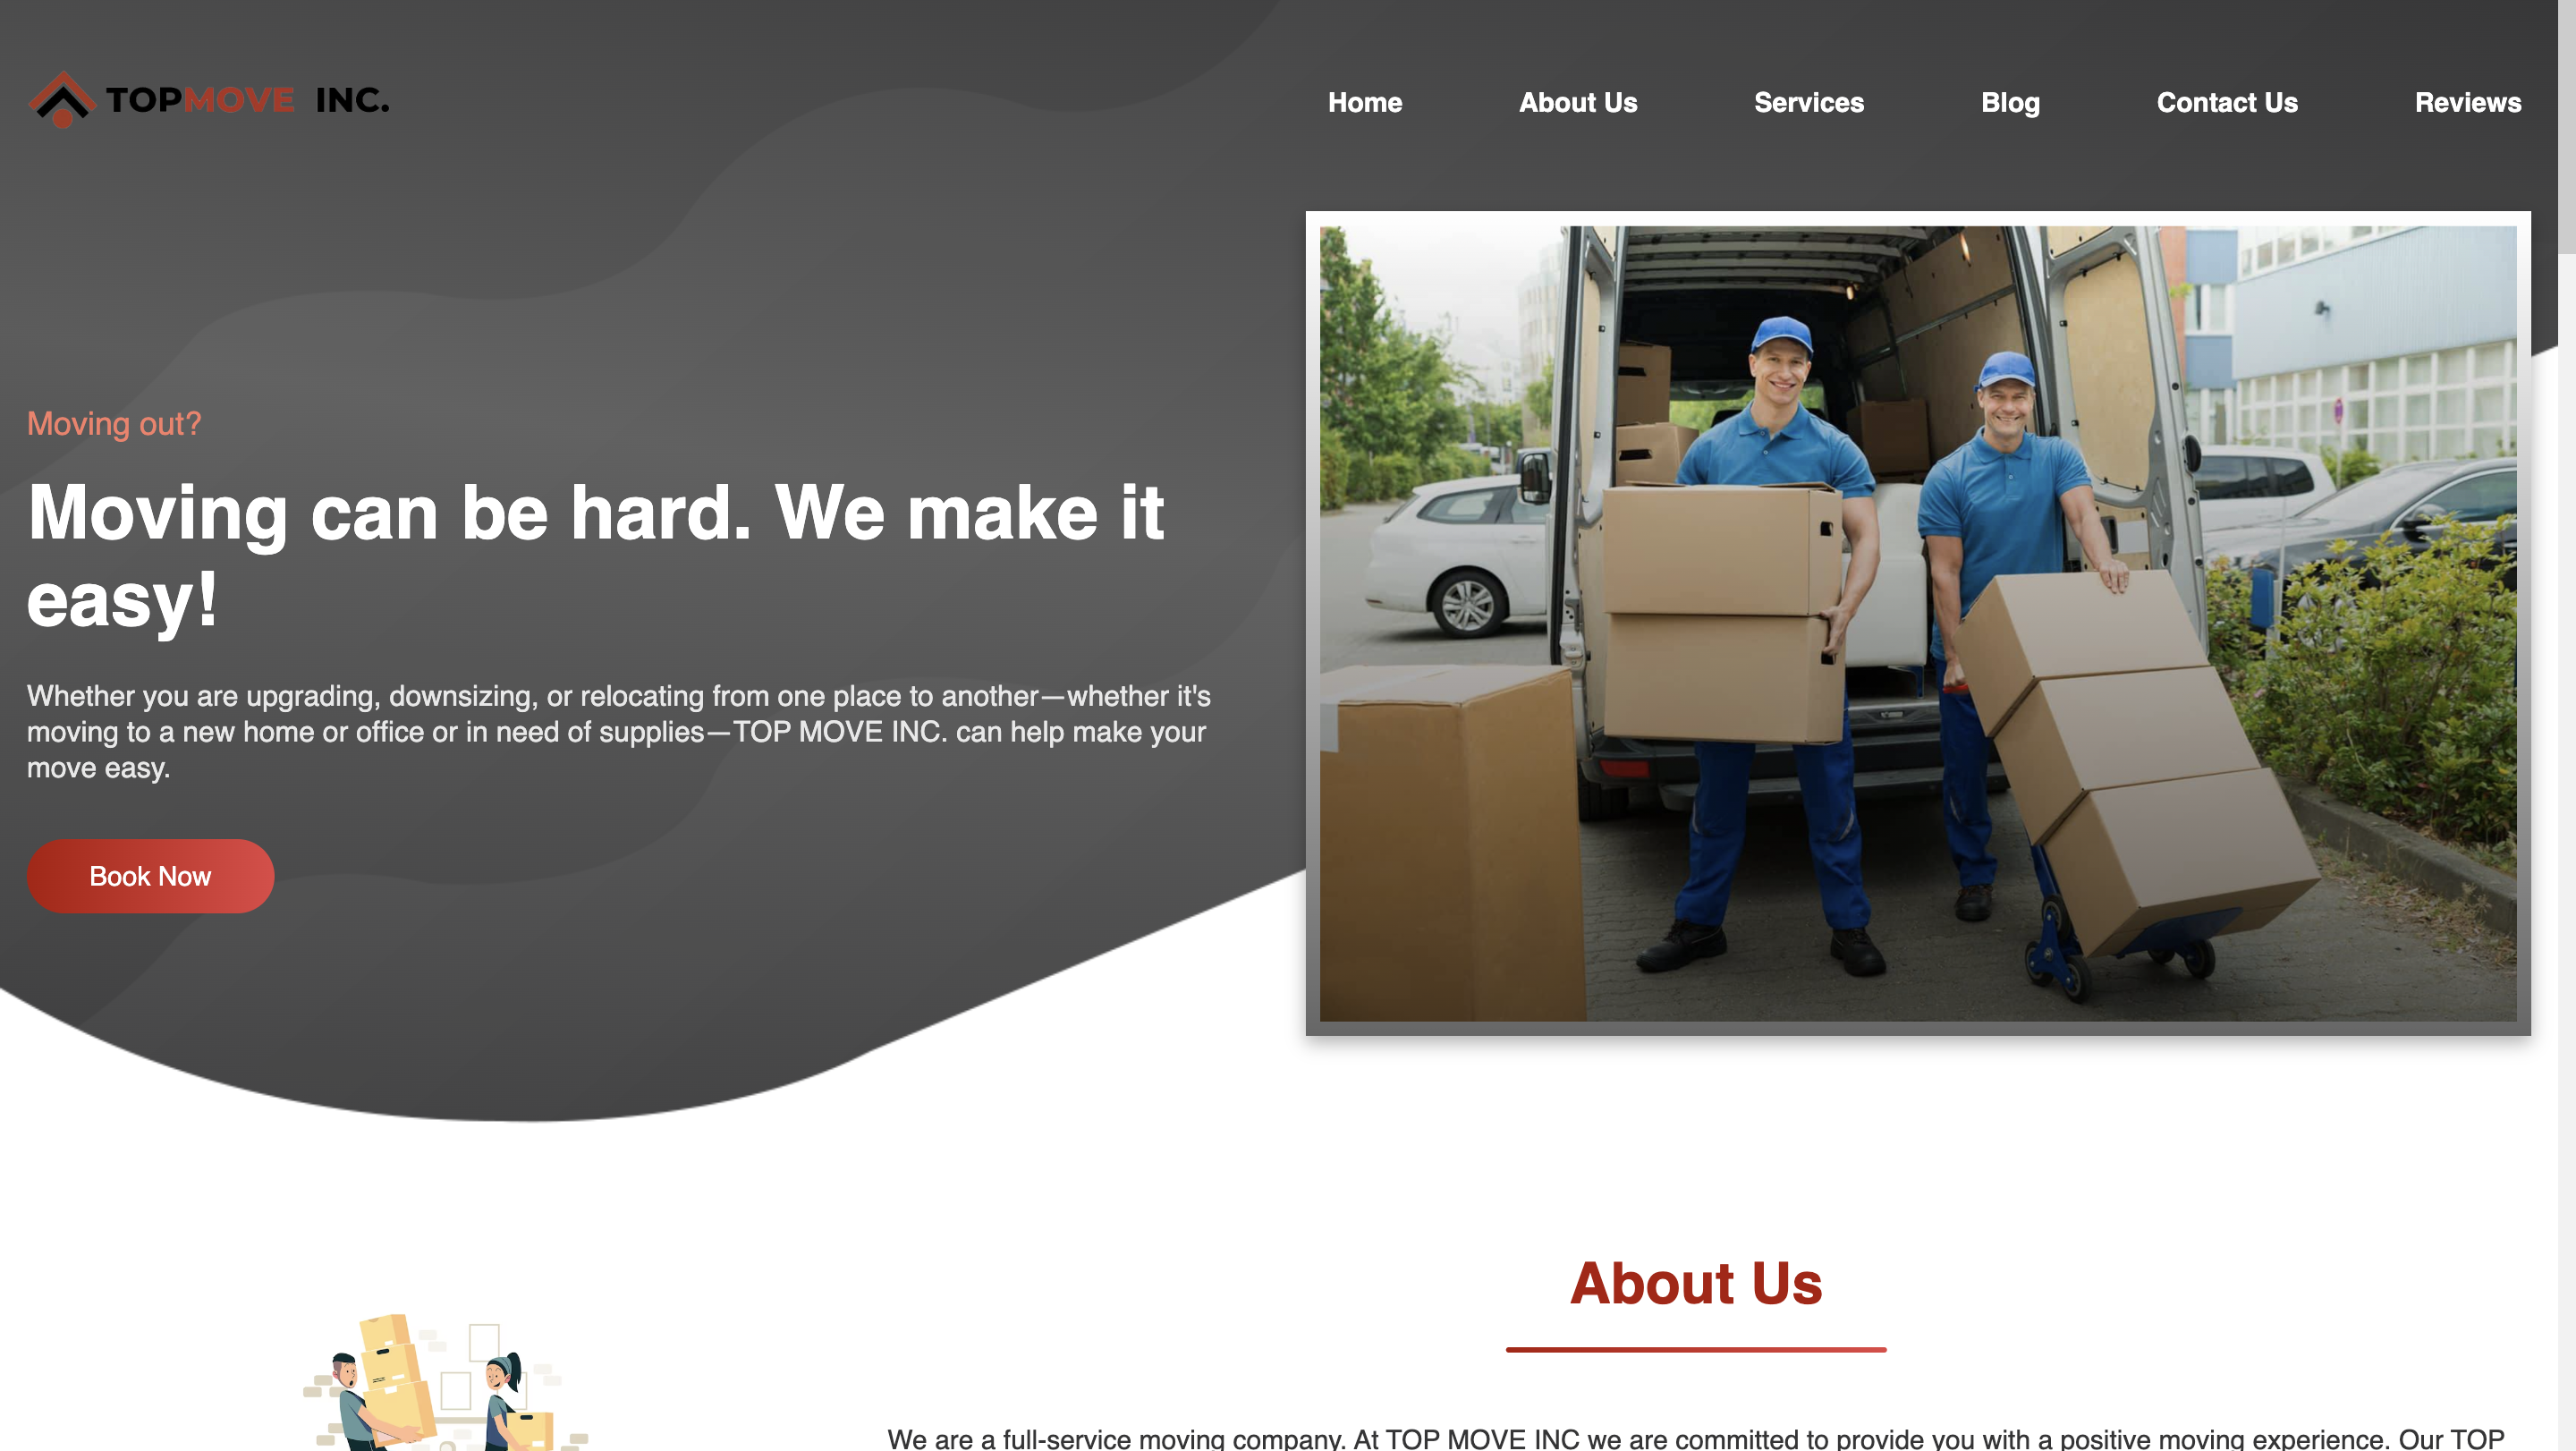 TOPMOVE INC.
Home About Us Services Blog Contact Us Reviews
Moving out?
Moving can be hard. We make it
easy!
Whether you are upgrading, downsizing, or relocating from one place to another—whether it's
moving to a new home or office or in need of supplies—TOP MOVE INC. can help make your
move easy.
Book Now
About Us
We are a full-service moving company. At TOP MOVE INC we are committed to provide you with a positive moving experience. Our TOP